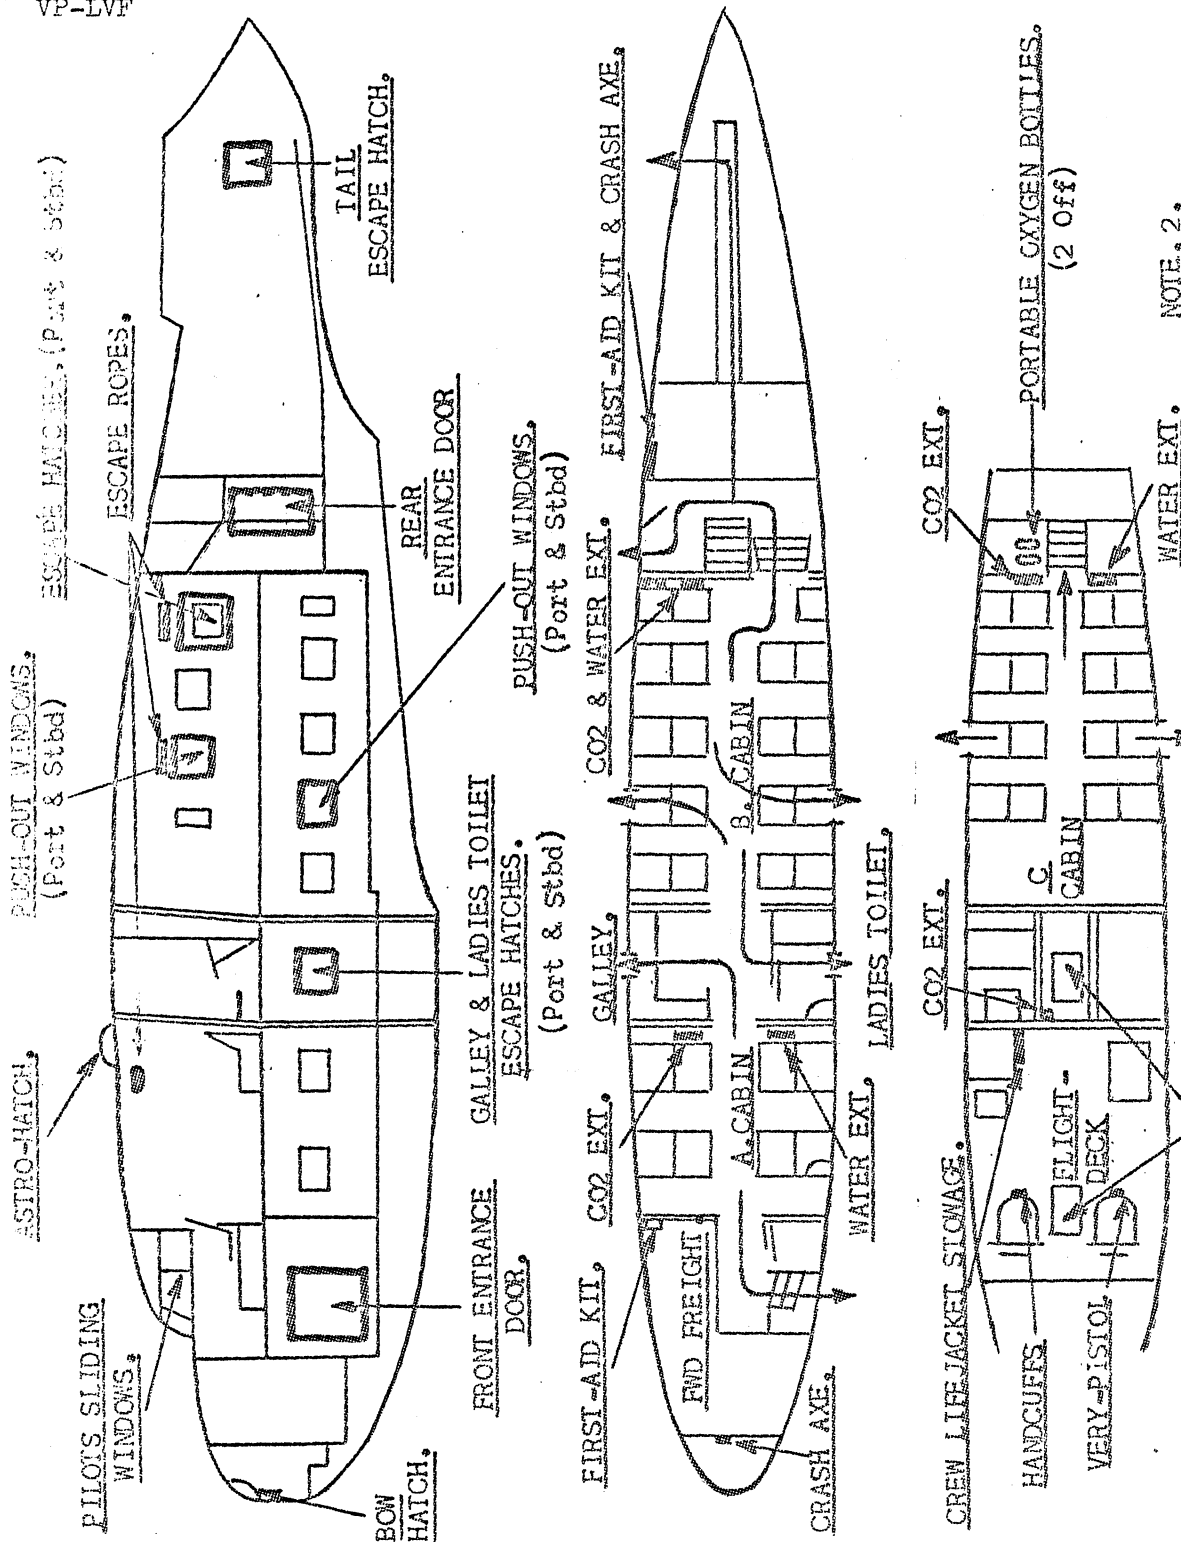 VP-LVF
ESCAPE HATCHES.(Port & Stbd)
ESCAPE ROPES.
PUSH-OUT WINDOWS.
(Port & Stbd)
ASTRO-HATCH.
PILOTS SLIDING
WINDOWS.
BOW
HATCH.
FRONT ENTRANCE
DOOR.
GALLEY & LADIES TOILET
ESCAPE HATCHES.
(Port & Stbd)
PUSH-OUT WINDOWS.
(Port & Stbd)
REAR
ENTRANCE DOOR
TAIL
ESCAPE HATCH.
FIRST-AID KIT.
CO2 EXT.
GALLEY.
CO2 & WATER EXT.
FIRST-AID KIT & CRASH AXE.
FWD FREIGHT
A.CABIN
B.CABIN
CRASH AXE.
WATER EXT.
LADIES TOILET.
CREW LIFEJACKET STOWAGE.
CO2 EXT.
CO2 EXT.
PORTABLE OXYGEN BOTTLES.
(2 Off)
HANDCUFFS
VERY-PISTOL
FLIGHT-
DECK
C
CABIN
WATER EXT.
NOTE.2.